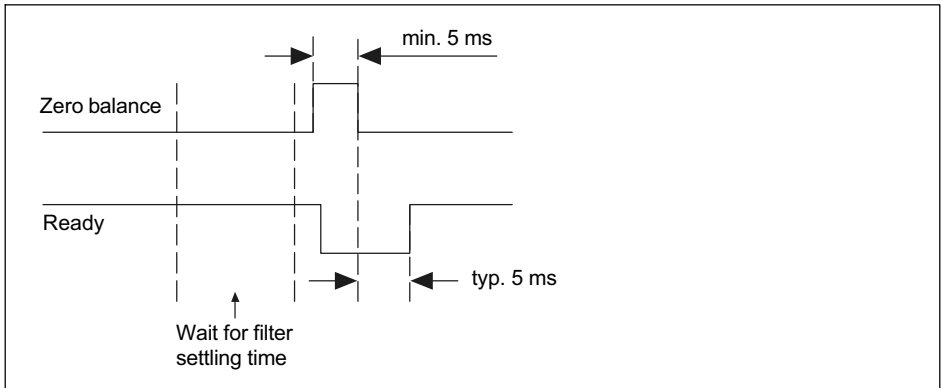 min. 5 ms
Zero balance
Ready
typ. 5 ms
Wait for filter
settling time